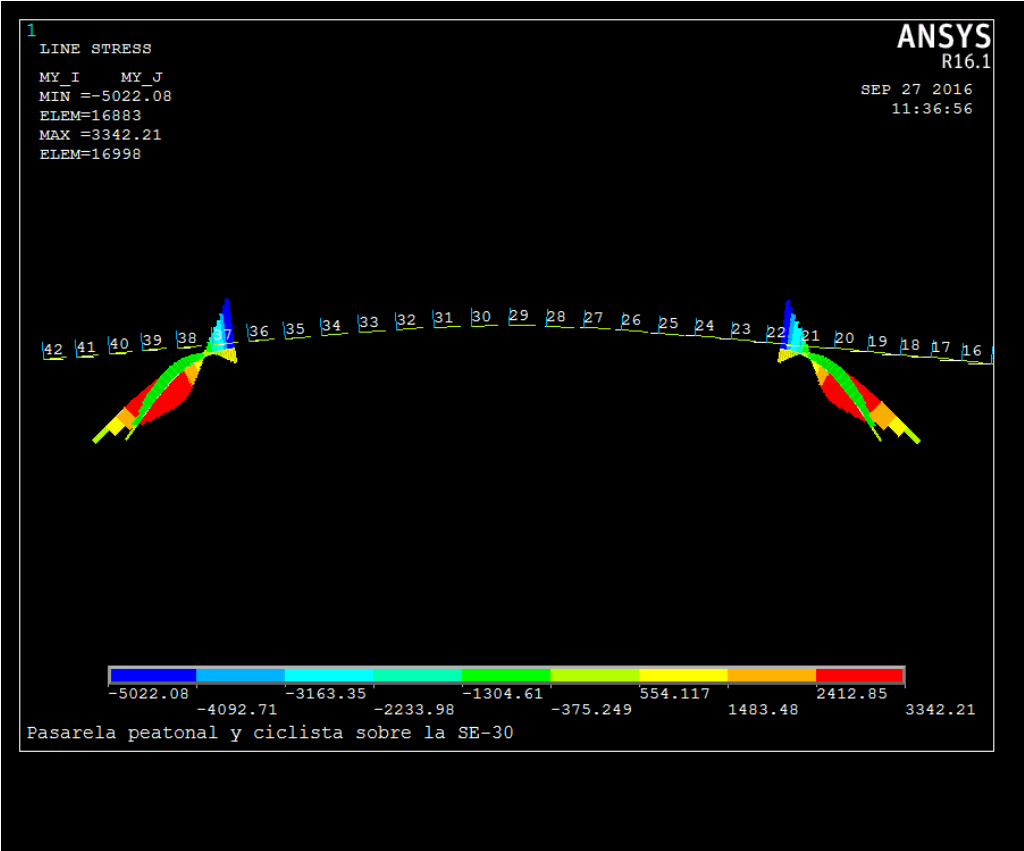 1
LINE STRESS
MY_I MY_J
MIN =-5022.08
ELEM=16883
MAX =3342.21
ELEM=16998
ANSYS
R16.1
SEP 27 2016
11:36:56
42 41 40 39 38 37 36 35 34 33 32 31 30 29 28 27 26 25 24 23 22 21 20 19 18 17 16
-5022.08 -3163.35 -1304.61 554.117 2412.85
-4092.71 -2233.98 -375.249 1483.48 3342.21
Pasarela peatonal y ciclista sobre la SE-30